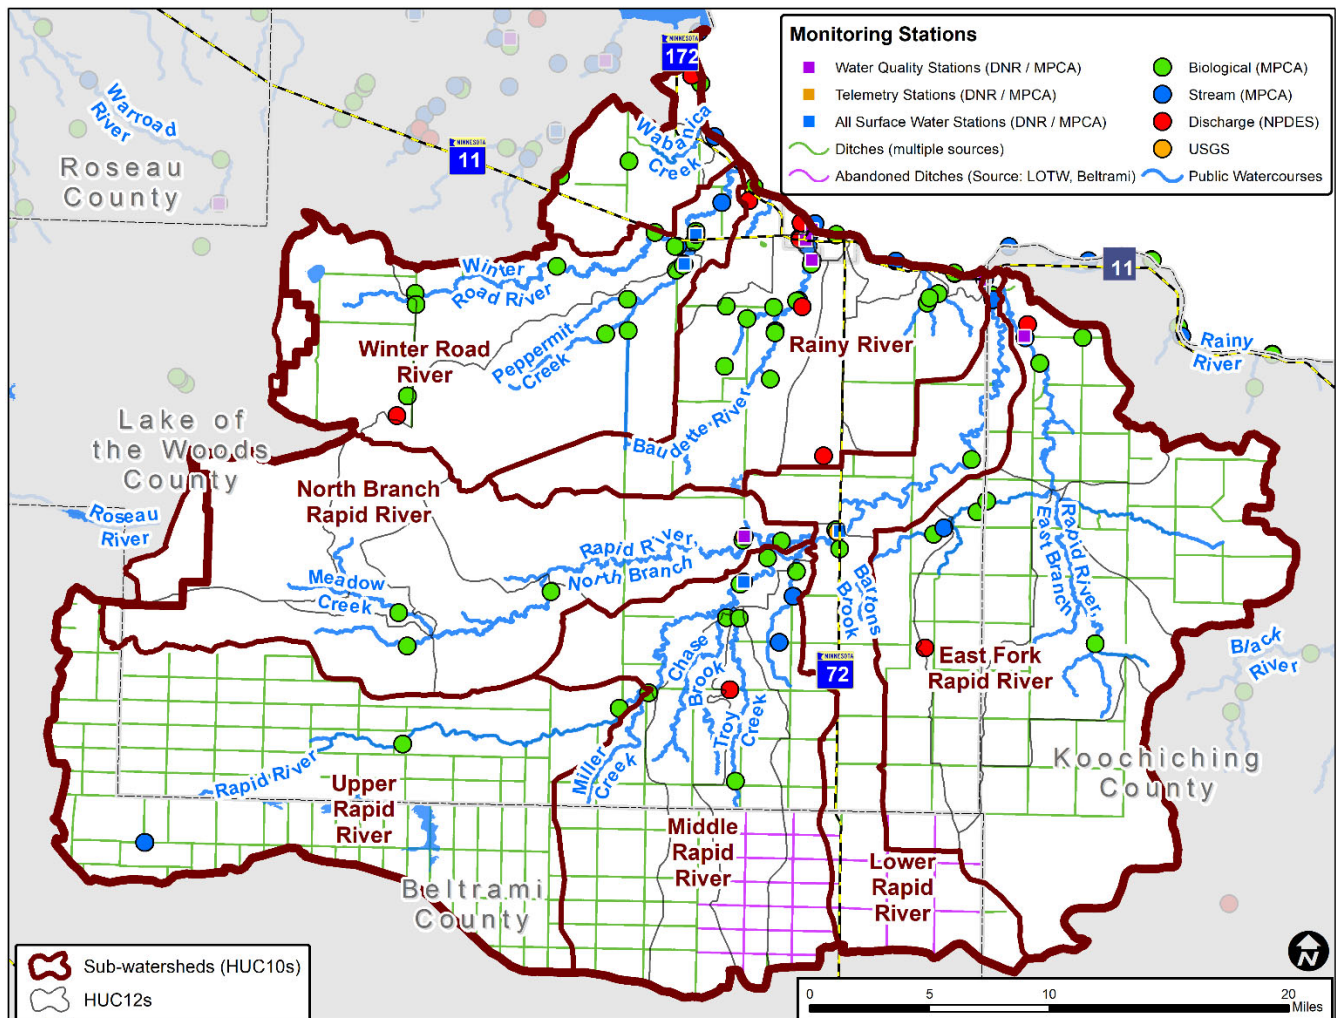 Monitoring Stations
Water Quality Stations (DNR / MPCA)
Telemetry Stations (DNR / MPCA)
All Surface Water Stations (DNR / MPCA)
Ditches (multiple sources)
Abandoned Ditches (Source: LOTW, Beltrami)
Biological (MPCA)
Stream (MPCA)
Discharge (NPDES)
USGS
Public Watercourses
MINNESOTA
172
Warroad
River
Roseau
County
MINNESOTA
11
Wabanica
Creek
Winter
Road River
Peppermint
Creek
Winter Road
River
Rainy River
11
Rainy
River
Baudette River
Lake of
the Woods
County
Roseau
River
North Branch
Rapid River
Rapid River,
North Branch
Meadow
Creek
Bartons
Brook
Rapid River,
East Branch
Black
River
Chase
Brook
Troy
Creek
MINNESOTA
72
East Fork
Rapid River
Koochiching
County
Rapid River
Miller
Creek
Upper
Rapid
River
Middle
Rapid
River
Lower
Rapid
River
Beltrami
County
Sub-watersheds (HUC10s)
HUC12s
N
0 5 10 20
Miles